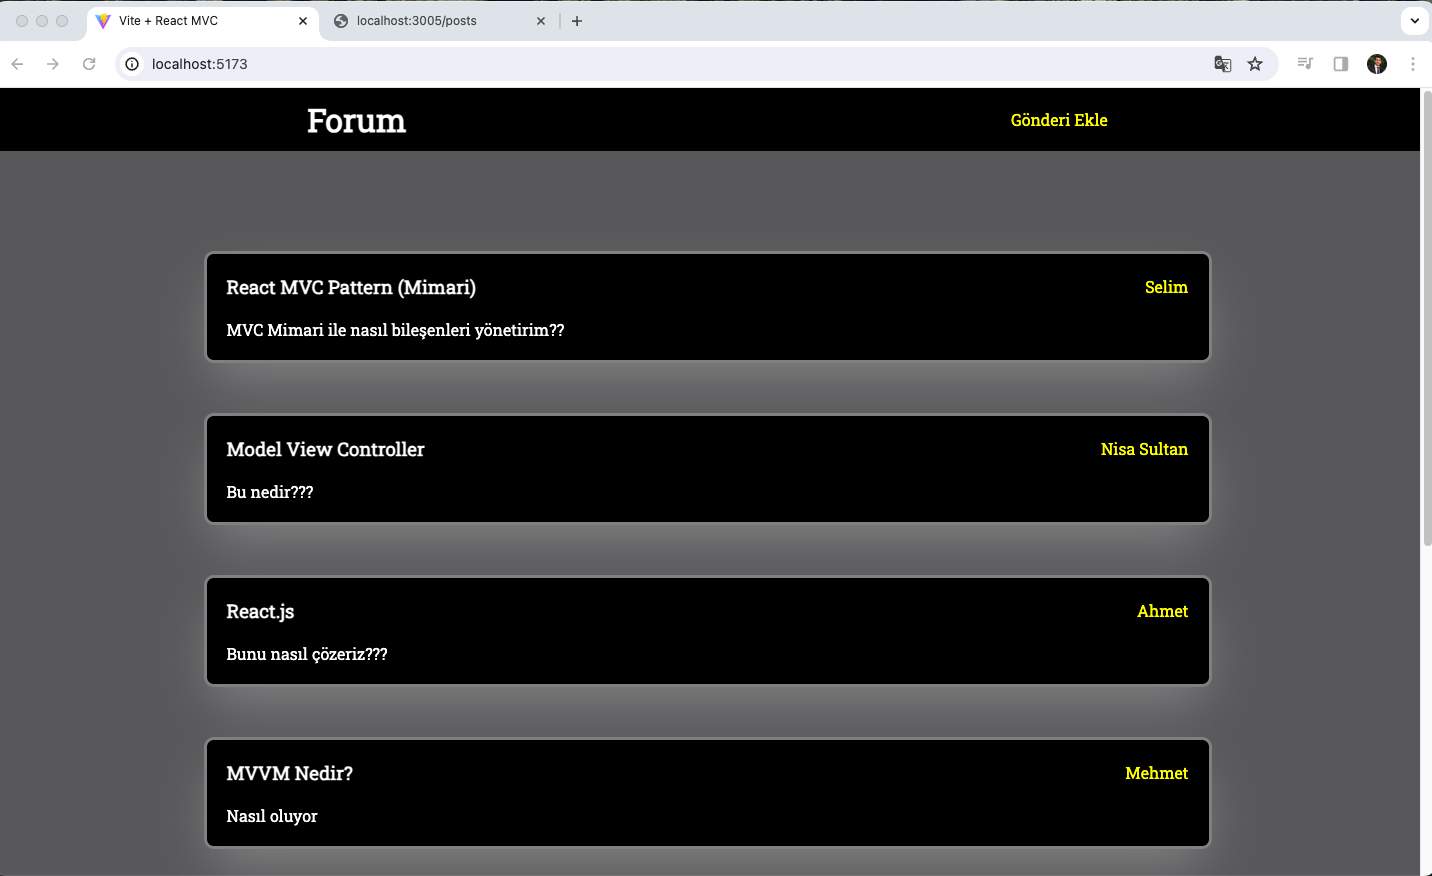 Vite + React MVC
localhost:3005/posts
localhost:5173
Forum
Gönderi Ekle
React MVC Pattern (Mimari)
Selim
MVC Mimari ile nasıl bileşenleri yönetirim??
Model View Controller
Nisa Sultan
Bu nedir???
React.js
Ahmet
Bunu nasıl çözeriz???
MVVM Nedir?
Mehmet
Nasıl oluyor